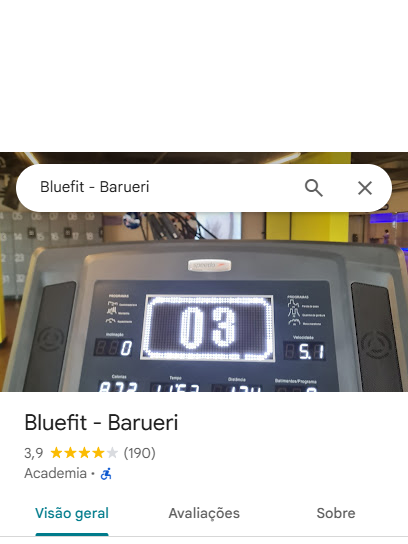 Bluefit - Barueri
PROGRAMAS
PROGRAMAS
Inclinação
0
03
Velocidade
5.1
Calorias
Tempo
Distância
Batimentos/Programa
872
Bluefit - Barueri
3,9 (190)
Academia •
Visão geral
Avaliações
Sobre